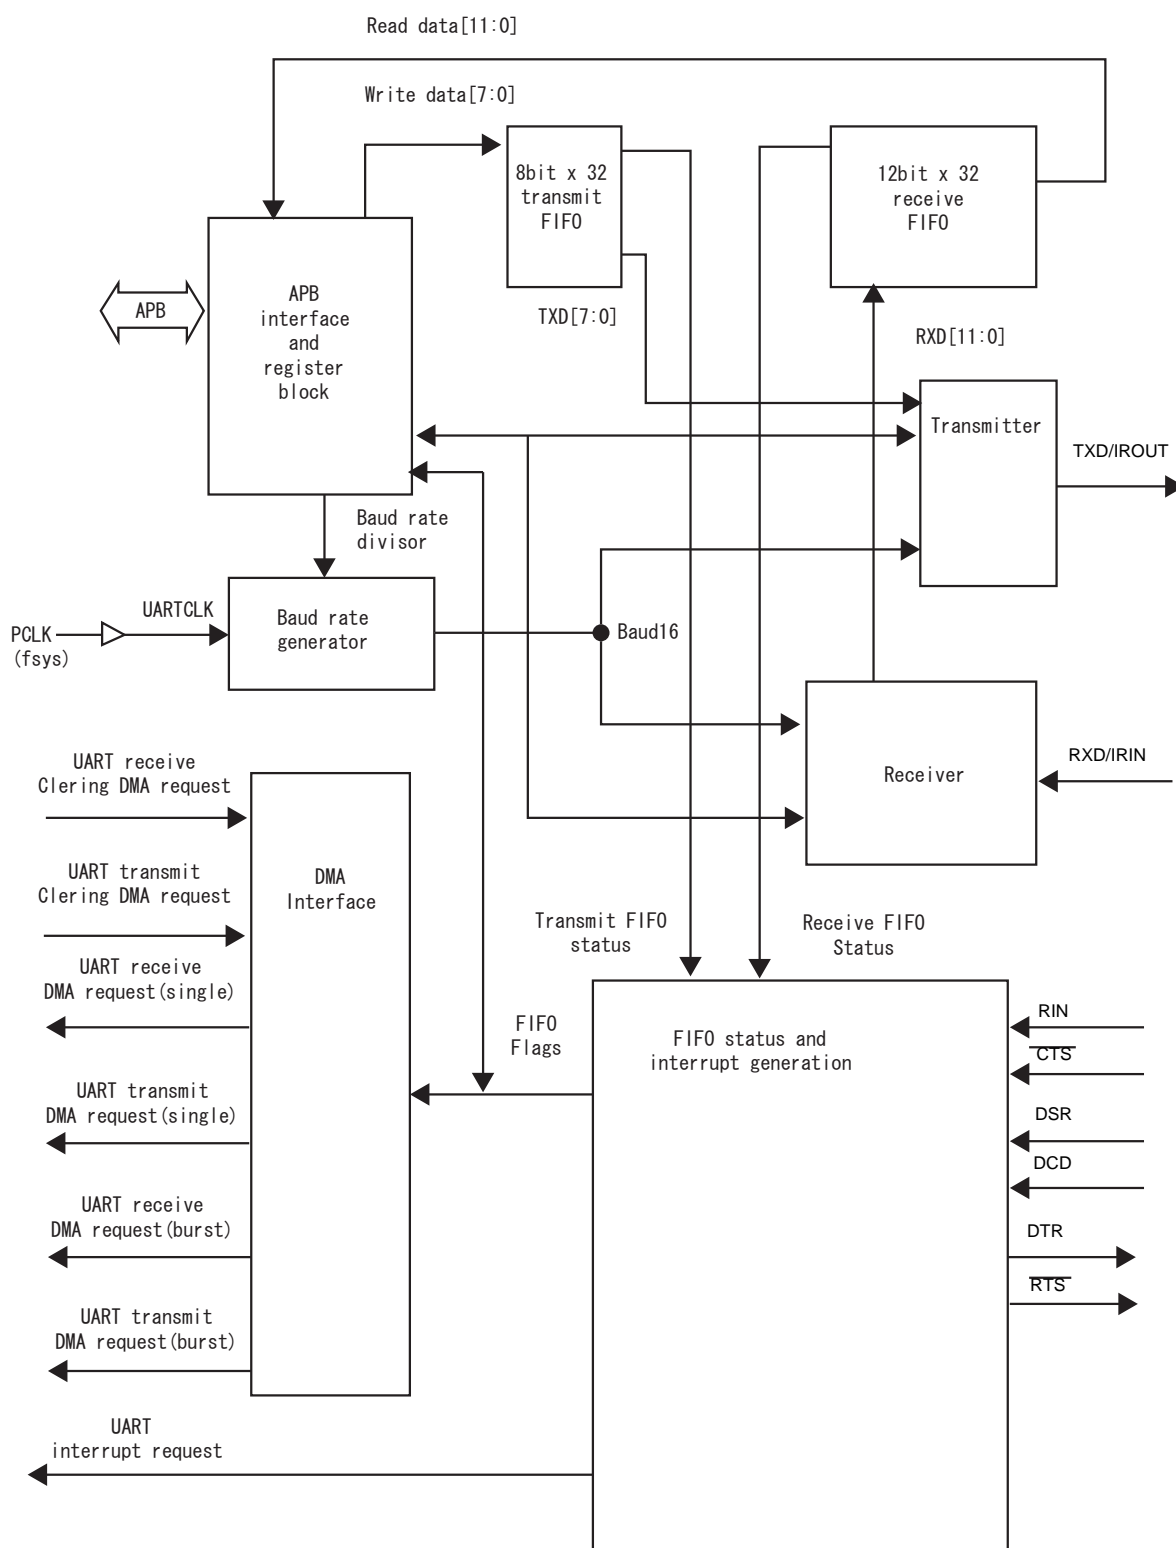 Read data[11:0]
Write data[7:0]
8bit x 32
transmit
FIFO
12bit x 32
receive
FIFO
APB
APB
interface
and
register
block
TXD[7:0]
RXD[11:0]
Transmitter
TXD/IROUT
Baud rate
divisor
UARTCLK
PCLK
(fsys)
Baud rate
generator
Baud16
Receiver
RXD/IRIN
UART receive
Clering DMA request
UART transmit
Clering DMA request
DMA
Interface
UART receive
DMA request(single)
UART transmit
DMA request(single)
UART receive
DMA request(burst)
UART transmit
DMA request(burst)
UART
interrupt request
FIFO
Flags
Transmit FIFO
status
Receive FIFO
Status
FIFO status and
interrupt generation
RIN
CTS
DSR
DCD
DTR
RTS